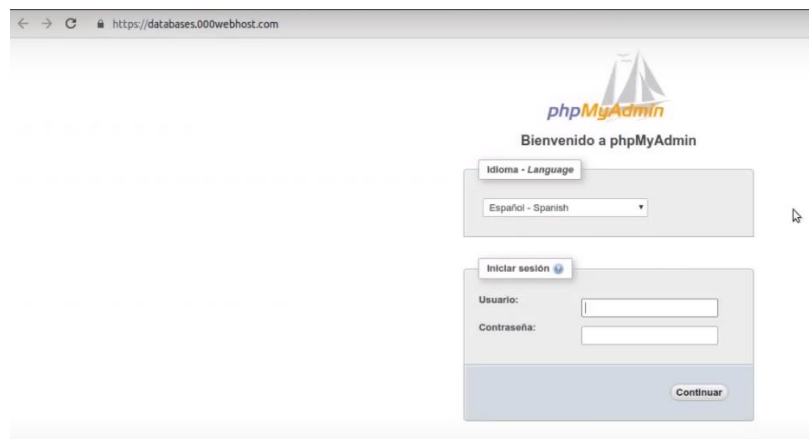 https://databases.000webhost.com
phpMyAdmin
Bienvenido a phpMyAdmin
Idioma - Language
Español - Spanish
Iniciar sesión
Usuario:
Contraseña:
Continuar